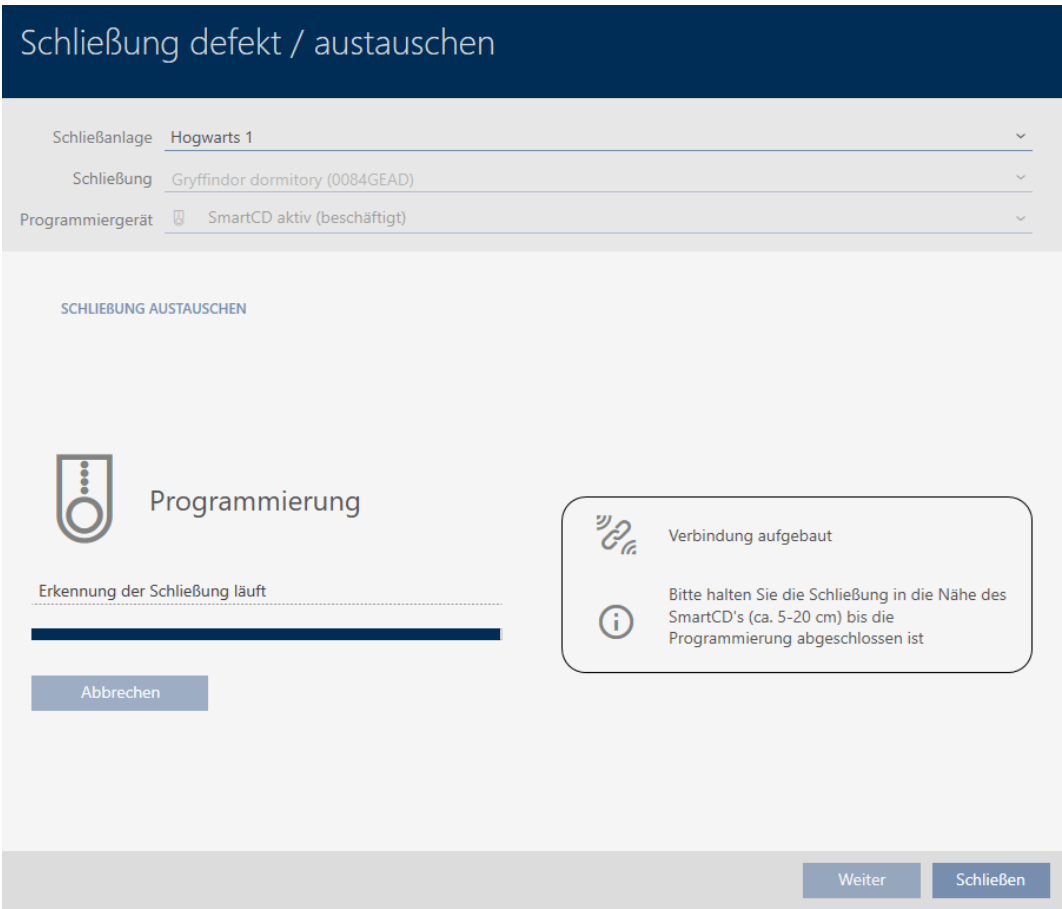 Schließung defekt / austauschen
Schließanlage Hogwarts 1
Schließung Gryffindor dormitory (0084GEAD)
Programmiergerät SmartCD aktiv (beschäftigt)
SCHLIEßUNG AUSTAUSCHEN
Programmierung
Erkennung der Schließung läuft
Abbrechen
Verbindung aufgebaut
Bitte halten Sie die Schließung in die Nähe des
SmartCD's (ca. 5-20 cm) bis die
Programmierung abgeschlossen ist
Weiter
Schließen